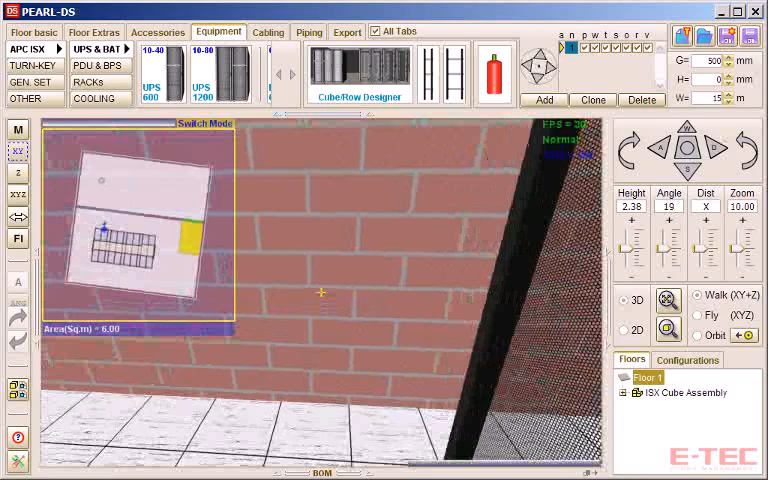 PEARL-DS
Floor basic
Floor Extras
Accessories
Equipment
Cabling
Piping
Export
All Tabs
APC ISX
TURN-KEY
GEN. SET
OTHER
UPS & BAT
PDU & BPS
RACKs
COOLING
10-40
UPS
600
10-80
UPS
1200
Cube/Row Designer
a n p w t s o r v
1
Add
Clone
Delete
G= 500 mm
H= 0 mm
W= 15 m
M
XY
Z
XYZ
FI
A
ANG
Switch Mode
Normal
Area(Sq.m) = 6.00
BOM
W
A
D
S
Height
Angle
Dist
Zoom
2.38
19
X
10.00
3D
2D
Walk (XY+Z)
Fly (XYZ)
Orbit
Floors
Configurations
Floor 1
ISX Cube Assembly
E-TEC